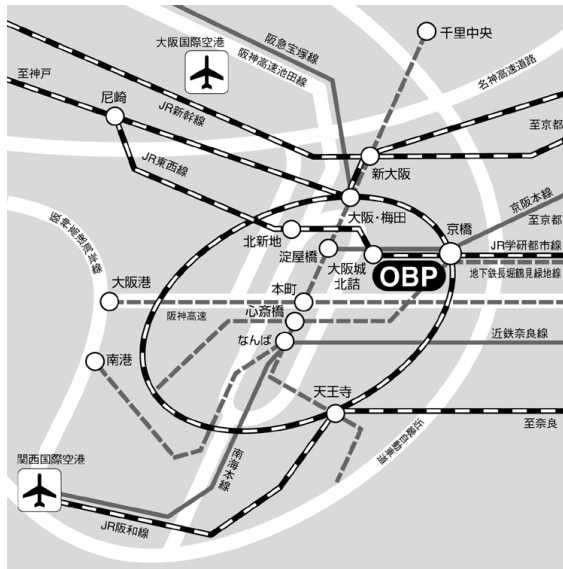 千里中央
阪急宝塚線
大阪国際空港
阪神高速池田線
名神高速道路
至神戸
尼崎
JR新幹線
至京都
JR東西線
新大阪
京阪本線
至京都
大阪・梅田
京橋
北新地
淀屋橋
大阪城
北詰
JR学研都市線
OBP
地下鉄長堀鶴見緑地線
阪神高速湾岸線
大阪港
本町
阪神高速
心斎橋
なんば
近鉄奈良線
南港
天王寺
至奈良
近畿自動車道
関西国際空港
南海本線
JR阪和線